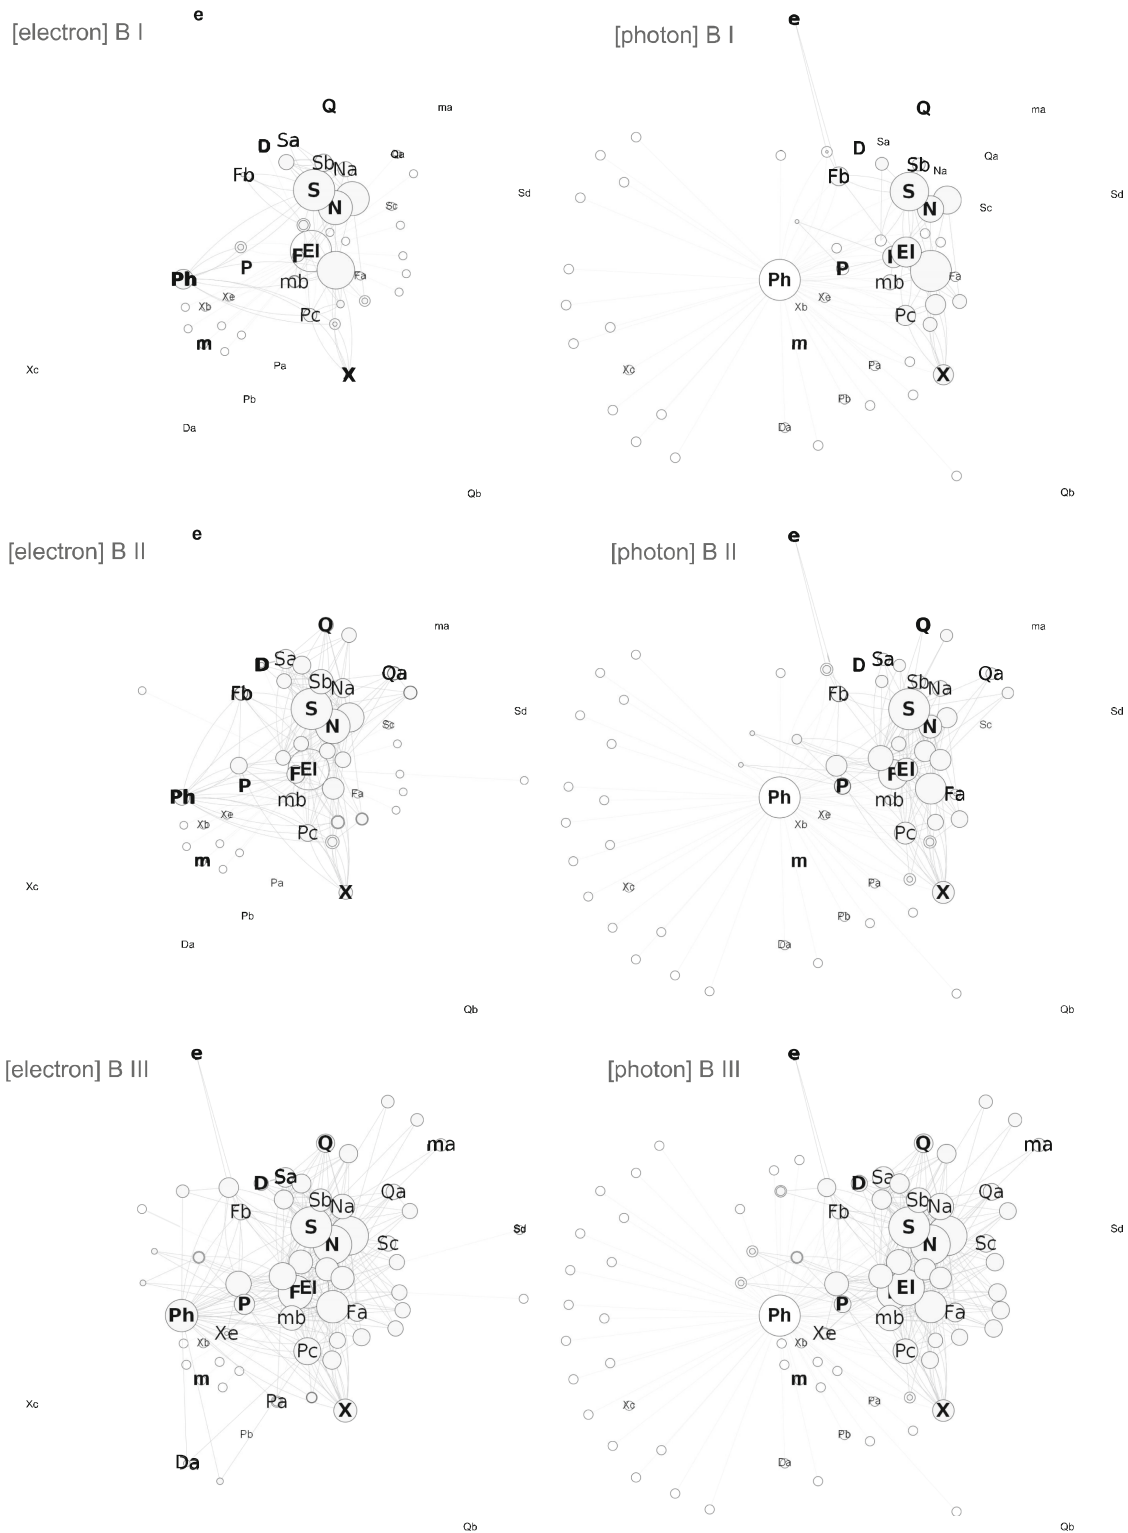 [electron] B I
e
Q
ma
D
Sa
Sb
Na
Qa
Fb
S
Sd
N
Sc
F
El
P
Ph
mb
Fa
Xe
Xb
Pc
m
Pa
Xc
X
Pb
Da
Qb
[photon] B I
e
Q
ma
D
Sa
Qa
Sb
Na
Fb
S
Sd
N
Sc
El
P
Ph
mb
Fa
Xe
Xb
Pc
m
Pa
Xc
X
Pb
Da
Qb
[electron] B II
e
Q
ma
D
Sa
Qa
Sb
Na
Fb
S
Sd
N
Sc
F
El
P
Ph
mb
Fa
Xe
Xb
Pc
m
Pa
Xc
X
Pb
Da
Qb
[photon] B II
e
Q
ma
D
Sa
Qa
Sb
Na
Fb
S
Sd
N
Sc
F
El
P
Ph
mb
Fa
Xe
Xb
Pc
m
Pa
Xc
X
Pb
Da
Qb
[electron] B III
e
Q
ma
D
Sa
Qa
Sb
Na
Fb
S
Sd
N
Sc
F
El
P
Ph
mb
Fa
Xe
Xb
Pc
m
Pa
Xc
X
Pb
Da
Qb
[photon] B III
e
Q
ma
D
Sa
Qa
Sb
Na
Fb
S
Sd
N
Sc
El
P
Ph
mb
Fa
Xe
Xb
Pc
m
Pa
Xc
X
Pb
Da
Qb